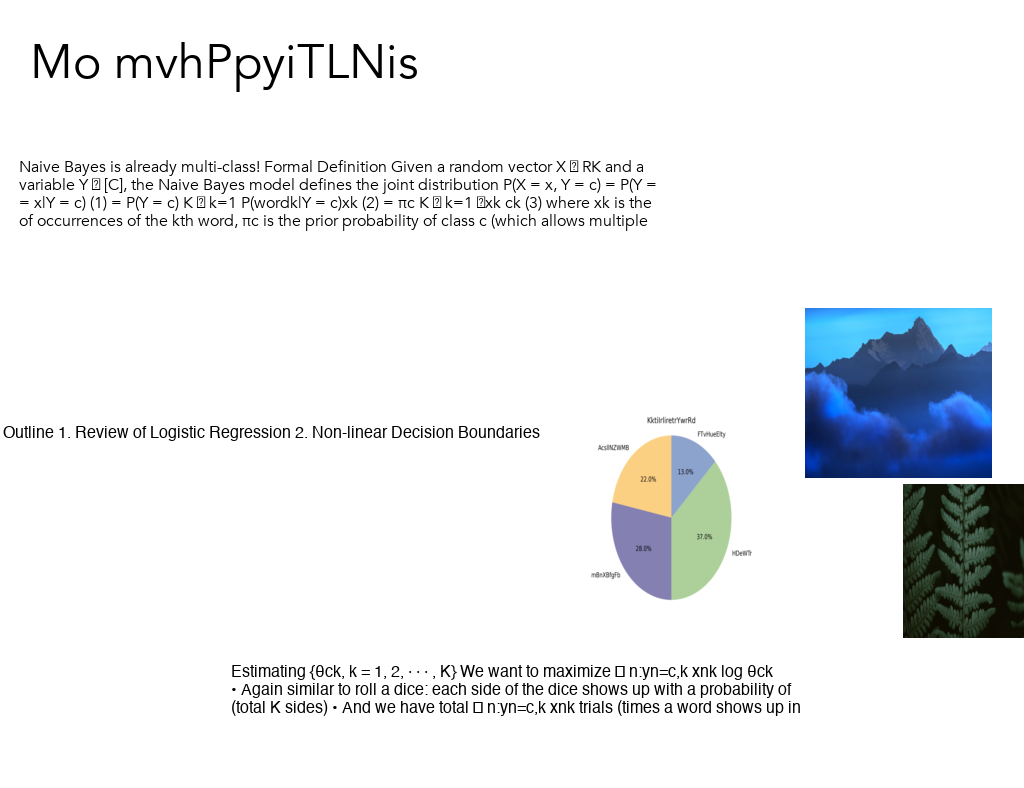 Mo mvhPpyiTLNis
Naive Bayes is already multi-class! Formal Definition Given a random vector X � RK and a
variable Y � [C], the Naive Bayes model defines the joint distribution P(X = x, Y = c) = P(Y =
= x|Y = c) (1) = P(Y = c) K � k=1 P(wordk|Y = c)xk (2) = πc K � k=1 �xk ck (3) where xk is the
of occurrences of the kth word, πc is the prior probability of class c (which allows multiple
Outline 1. Review of Logistic Regression 2. Non-linear Decision Boundaries
KktiIrliretrYwrRd
FTvHueEIty
AcsllNZWMB
13.0%
22.0%
37.0%
28.0%
HDeWTr
mBnXBfgFb
Estimating {θck, k = 1, 2, · · · , K} We want to maximize � n:yn=c,k xnk log θck
• Again similar to roll a dice: each side of the dice shows up with a probability of
(total K sides) • And we have total � n:yn=c,k xnk trials (times a word shows up in